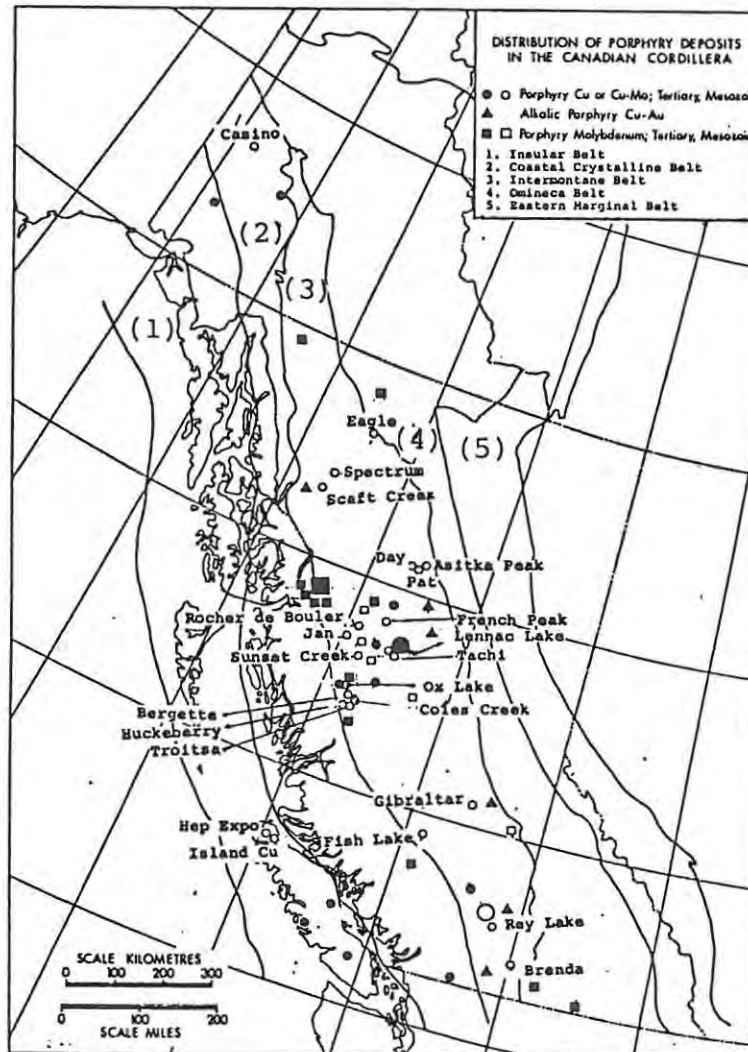 DISTRIBUTION OF PORPHYRY DEPOSITS
IN THE CANADIAN CORDILLERA
Porphyry Cu or Cu-Mo; Tertiary, Mesozoi
Alkalic Porphyry Cu-Au
Porphyry Molybdenum; Tertiary, Mesozoic
1. Insular Belt
2. Coastal Crystalline Belt
3. Intermontane Belt
4. Omineca Belt
5. Eastern Marginal Belt
Casino
(2)
(3)
(1)
Eagle
(4)
(5)
Spectrum
Scaft Creek
Day
Asitka Peak
Pat
Rocher de Bouler
French Peak
Jan
Lennac Lake
Sunset Creek
Tachi
Ox Lake
Bergette
Coles Creek
Huckeberry
Troitsa
Gibraltar
Hep Expo
Fish Lake
Island Cu
Ray Lake
SCALE KILOMETRES
Brenda
100 0 100 200 300
0 100 200
SCALE MILES